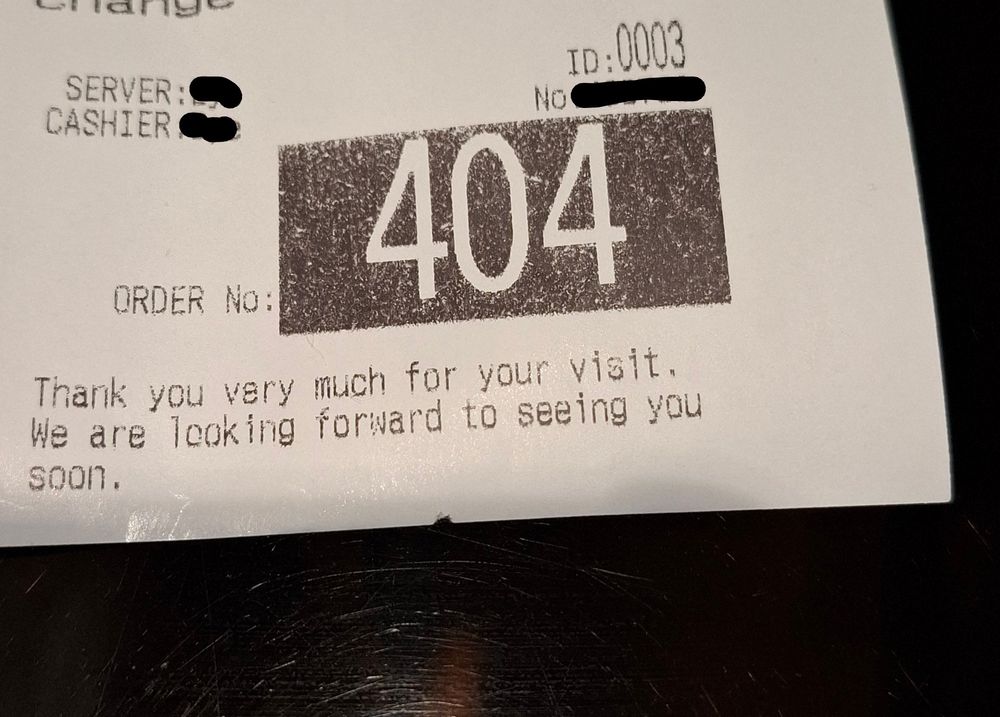 Change
ID:0003
SERVER:
No
CASHIER
ORDER No: 404
Thank you very much for your visit.
We are looking forward to seeing you
soon.